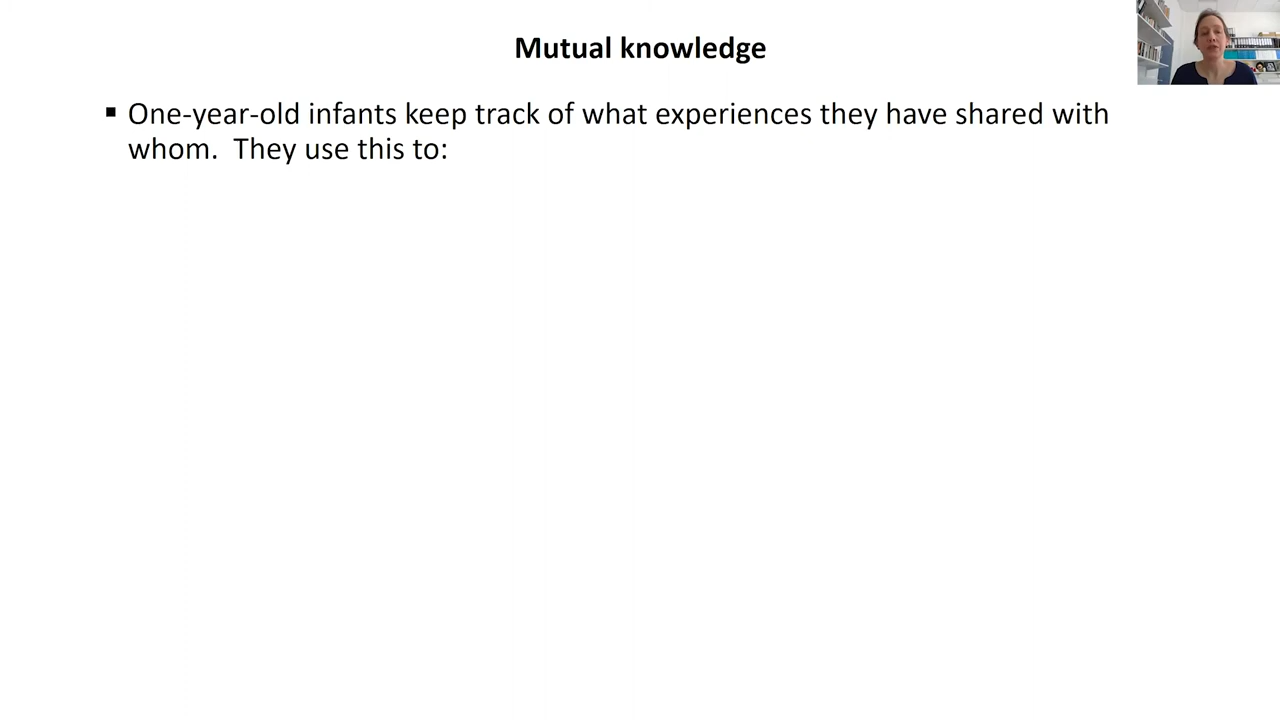 Mutual knowledge
▪ One-year-old infants keep track of what experiences they have shared with
whom.  They use this to: